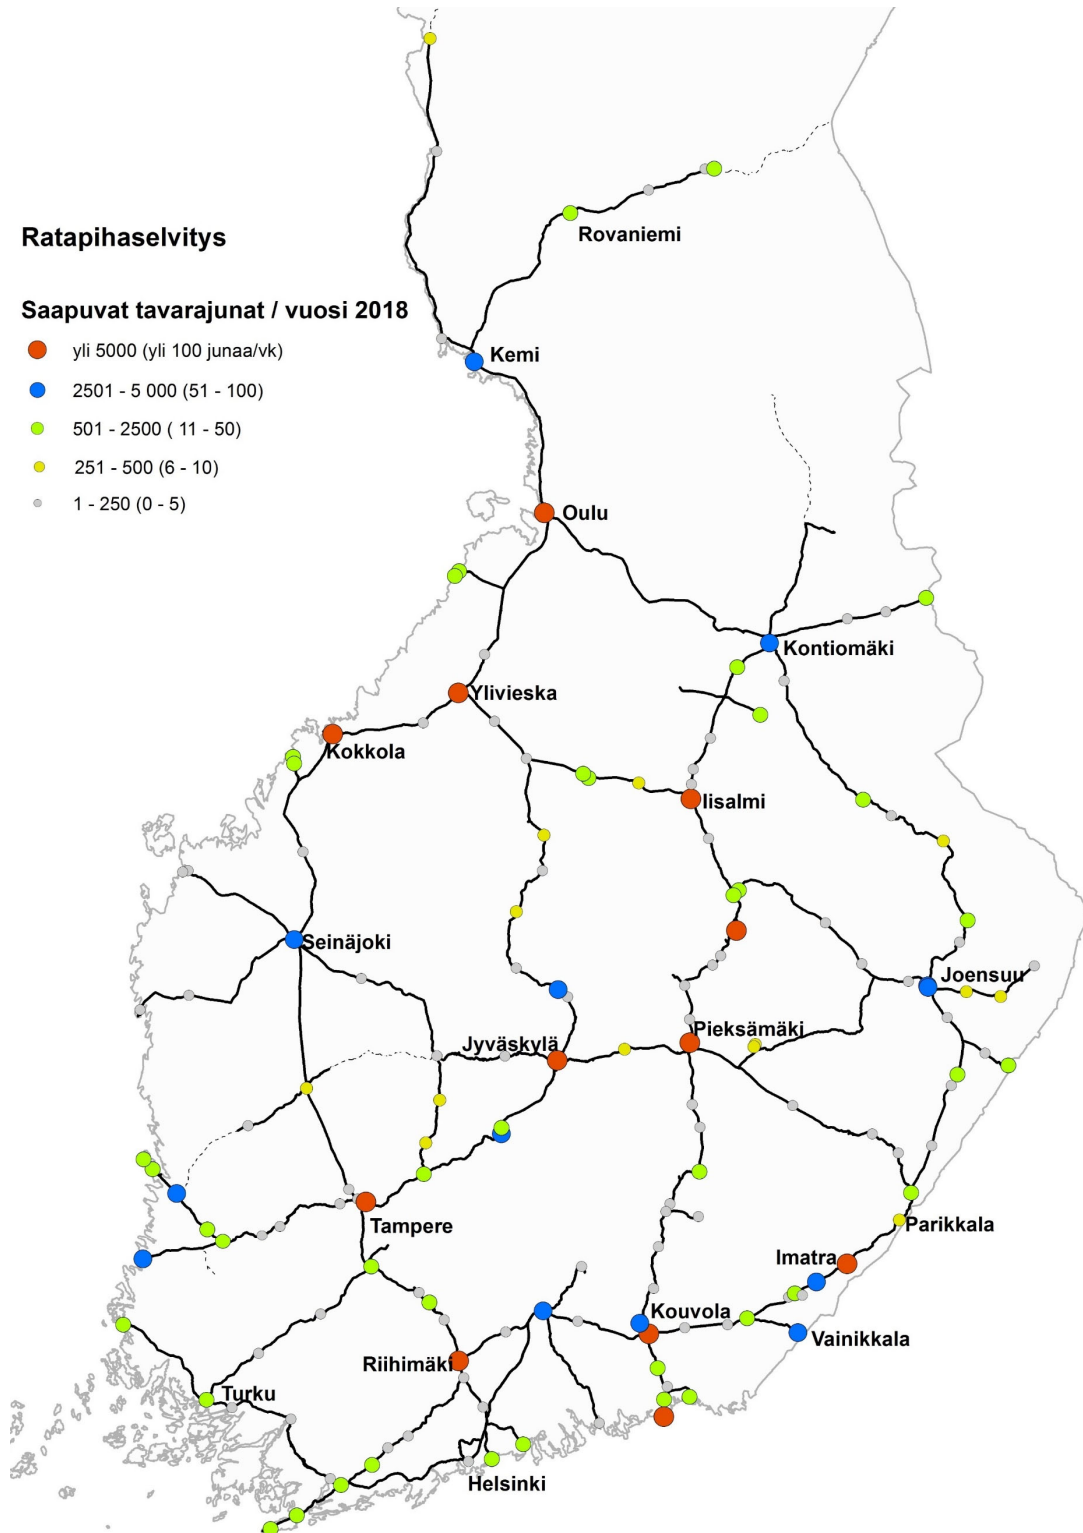 Ratapihaselvitys
Saapuvat tavarajunat / vuosi 2018
yli 5000 (yli 100 junaa/vk)
2501 - 5 000 (51 - 100)
501 - 2500 ( 11 - 50)
251 - 500 (6 - 10)
1 - 250 (0 - 5)
Rovaniemi
Kemi
Oulu
Kontiomäki
Ylivieska
Kokkola
Iisalmi
Seinäjoki
Joensuu
Pieksämäki
Jyväskylä
Tampere
Parikkala
Imatra
Kouvola
Vainikkala
Riihimäki
Turku
Helsinki